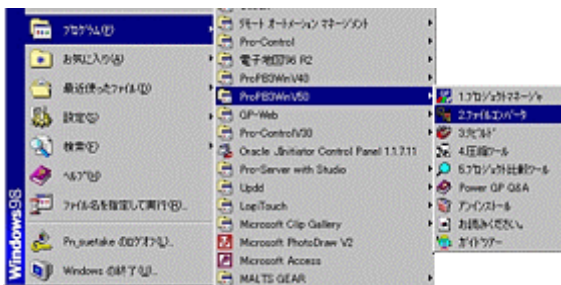 プログラム(P)
お気に入り(A)
最近使ったファイル(D)
設定(S)
検索(F)
ヘルプ(H)
ファイル名を指定して実行(R)...
Pn_suetake のログオフ(L)...
Windows の終了(U)...
Windows98
リモート オートメーション マネージメント
Pro-Control
電子地図96 R2
ProPB3WinV40
ProPB3WinV50
GP-Web
Pro-ControlV30
Oracle JInitiator Control Panel 1.1.7.11
Pro-Server with Studio
Updd
LogiTouch
Microsoft Clip Gallery
Microsoft PhotoDraw V2
Microsoft Access
MALTS GEAR
1.プロジェクトマネージャ
2.ファイルコンバータ
3.リビルド
4.圧縮ツール
5.プロジェクト比較ツール
Power GP Q&A
アンインストール
お読みください。
ガイドツアー